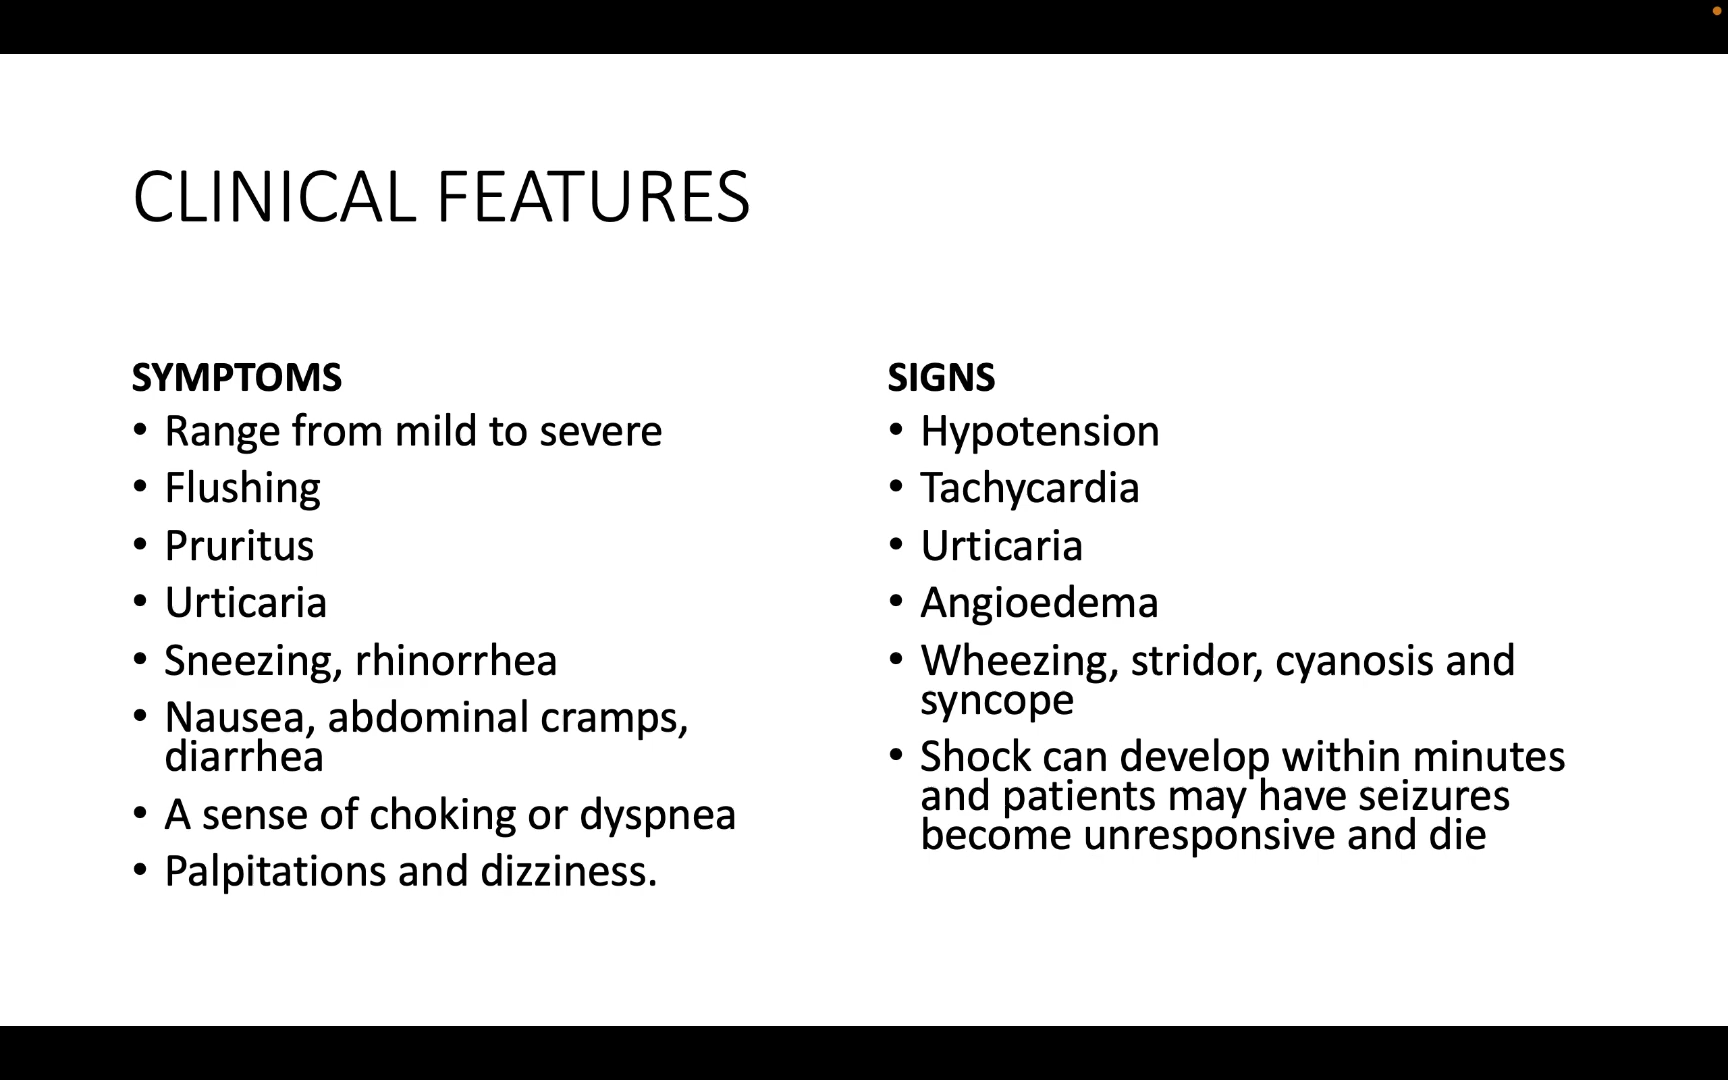 CLINICAL FEATURES
SYMPTOMS
• Range from mild to severe
• Flushing
• Pruritus
• Urticaria
• Sneezing, rhinorrhea
• Nausea, abdominal cramps,
diarrhea
• A sense of choking or dyspnea
• Palpitations and dizziness.
SIGNS
• Hypotension
• Tachycardia
• Urticaria
• Angioedema
• Wheezing, stridor, cyanosis and
syncope
• Shock can develop within minutes
and patients may have seizures
become unresponsive and die